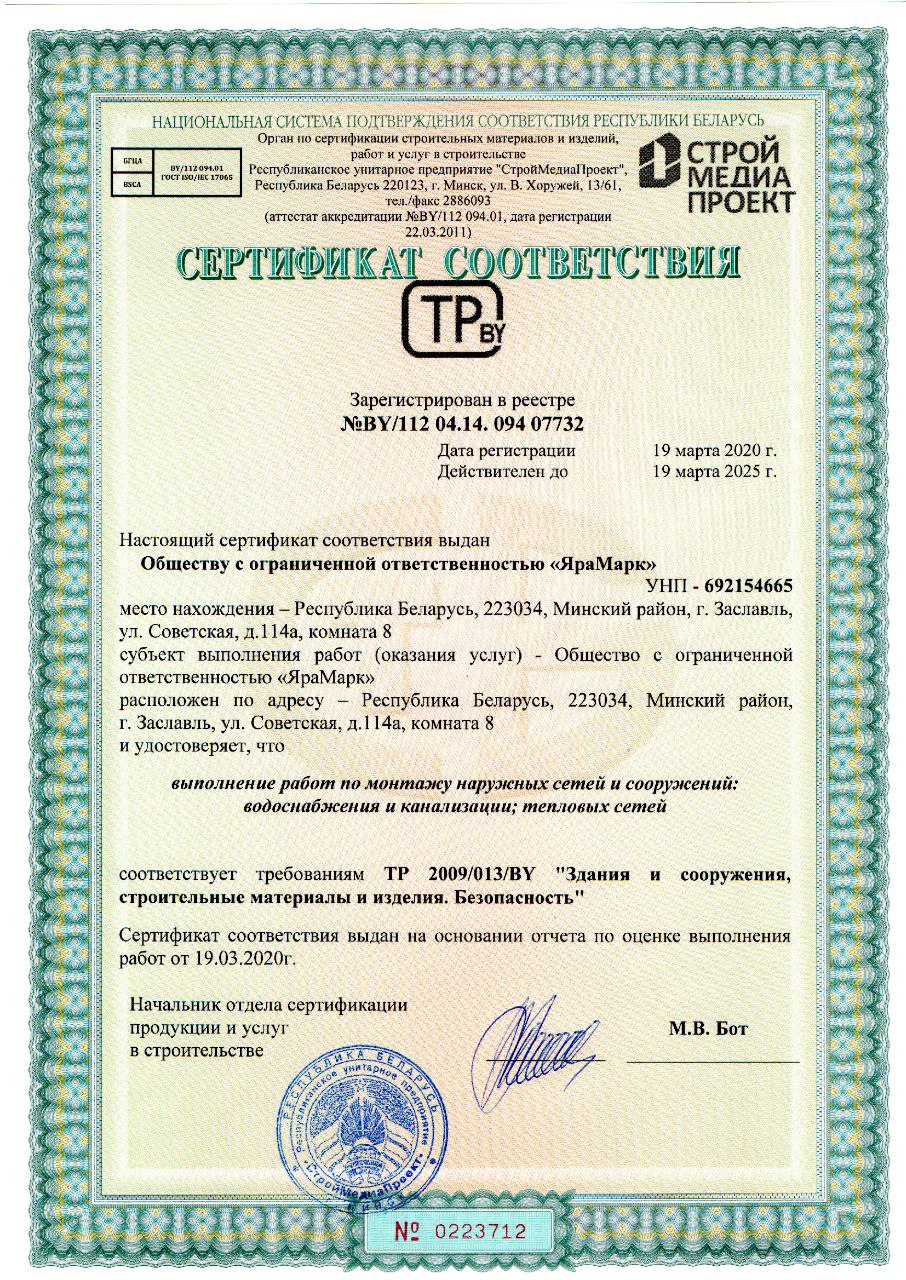 НАЦИОНАЛЬНАЯ СИСТЕМА ПОДТВЕРЖДЕНИЯ СООТВЕТСТВИЯ РЕСПУБЛИКИ БЕЛАРУСЬ
БГЦА
BSCA
BY/112 094.01
ГОСТ ISO/IEC 17065
Орган по сертификации строительных материалов и изделий,
работ и услуг в строительстве
Республиканское унитарное предприятие "СтройМедиаПроект",
Республика Беларусь 220123, г. Минск, ул. В. Хоружей, 13/61,
тел./факс 2886093
(аттестат аккредитации №BY/112 094.01, дата регистрации
22.03.2011)
СТРОЙ
МЕДИА
ПРОЕКТ
СЕРТИФИКАТ СООТВЕТСТВИЯ
ТР BY
Зарегистрирован в реестре
№BY/112 04.14. 094 07732
Дата регистрации 19 марта 2020 г.
Действителен до 19 марта 2025 г.
Настоящий сертификат соответствия выдан
Обществу с ограниченной ответственностью «ЯраМарк»
УНП - 692154665
место нахождения – Республика Беларусь, 223034, Минский район, г. Заславль,
ул. Советская, д.114а, комната 8
субъект выполнения работ (оказания услуг) - Общество с ограниченной
ответственностью «ЯраМарк»
расположен по адресу – Республика Беларусь, 223034, Минский район,
г. Заславль, ул. Советская, д.114а, комната 8
и удостоверяет, что
выполнение работ по монтажу наружных сетей и сооружений:
водоснабжения и канализации; тепловых сетей
соответствует требованиям ТР 2009/013/BY "Здания и сооружения,
строительные материалы и изделия. Безопасность"
Сертификат соответствия выдан на основании отчета по оценке выполнения
работ от 19.03.2020г.
Начальник отдела сертификации
продукции и услуг
в строительстве
М.В. Бот
РЕСПУБЛИКА БЕЛАРУСЬ
Республиканское унитарное предприятие
«СтройМедиаПроект»
МИНСК
№ 0223712